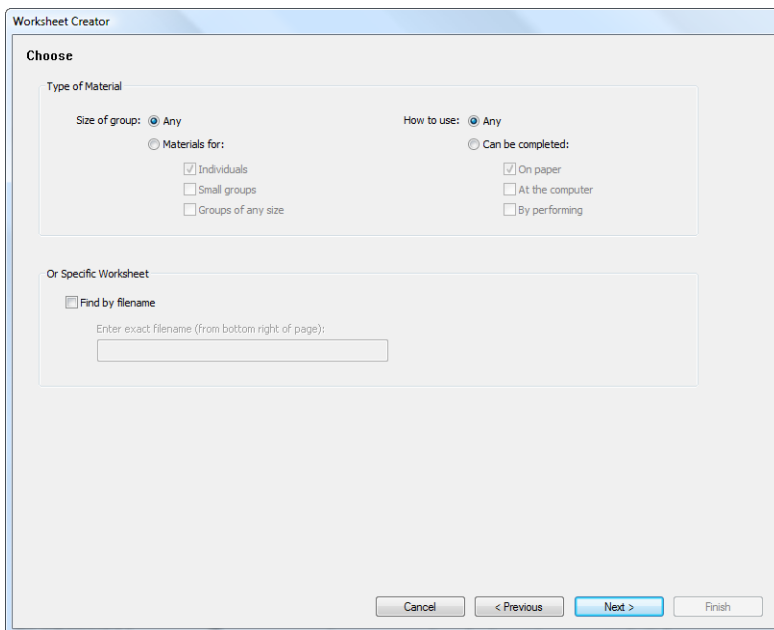 Worksheet Creator
Choose
Type of Material
Size of group: Any
How to use: Any
Materials for:
Can be completed:
Individuals
On paper
Small groups
At the computer
Groups of any size
By performing
Or Specific Worksheet
Find by filename
Enter exact filename (from bottom right of page):
Cancel
< Previous
Next >
Finish